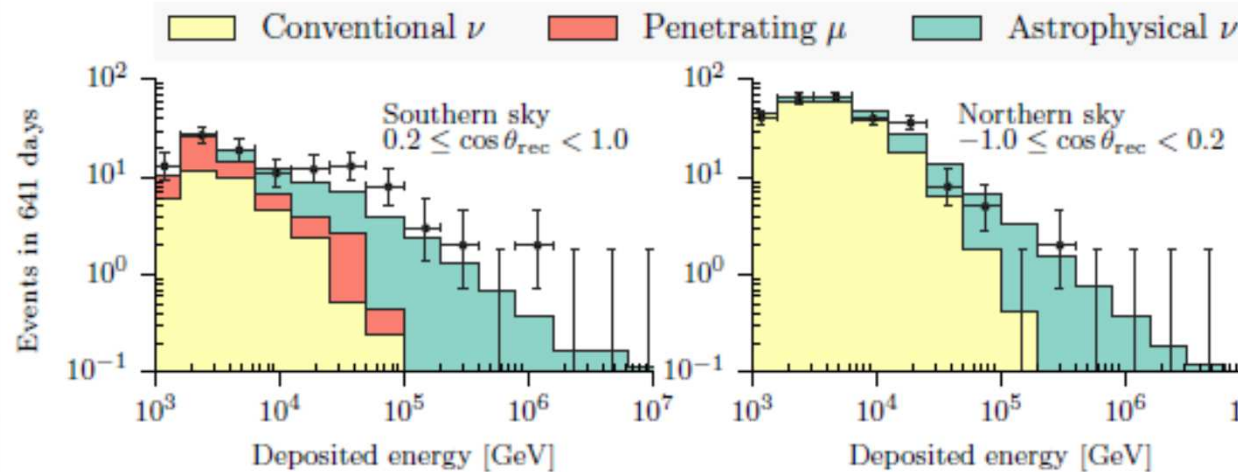 Conventional ν Penetrating μ Astrophysical ν
Events in 641 days
10² 10¹ 10⁰ 10⁻¹
Southern sky
0.2 ≤ cos θrec < 1.0
10³ 10⁴ 10⁵ 10⁶ 10⁷
Deposited energy [GeV]
10² 10¹ 10⁰ 10⁻¹
Northern sky
−1.0 ≤ cos θrec < 0.2
10³ 10⁴ 10⁵ 10⁶ 1
Deposited energy [GeV]